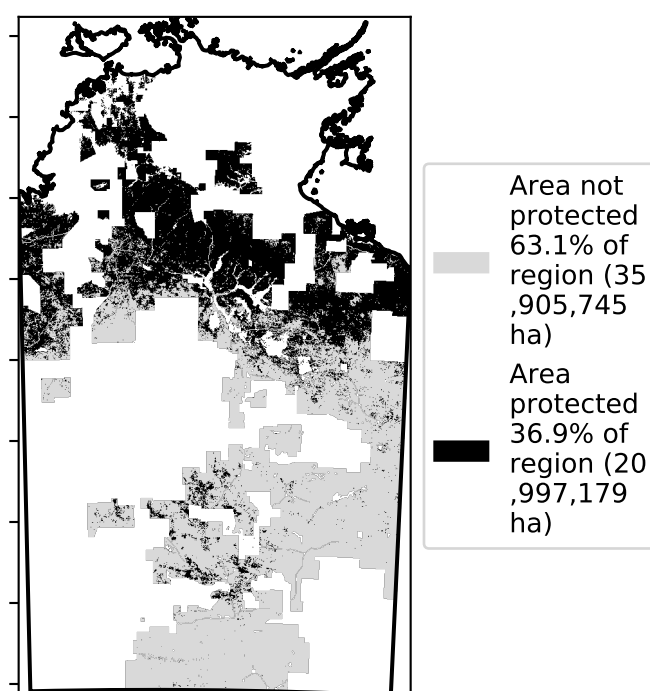 Area not
protected
63.1% of
region (35
,905,745
ha)
Area
protected
36.9% of
region (20
,997,179
ha)